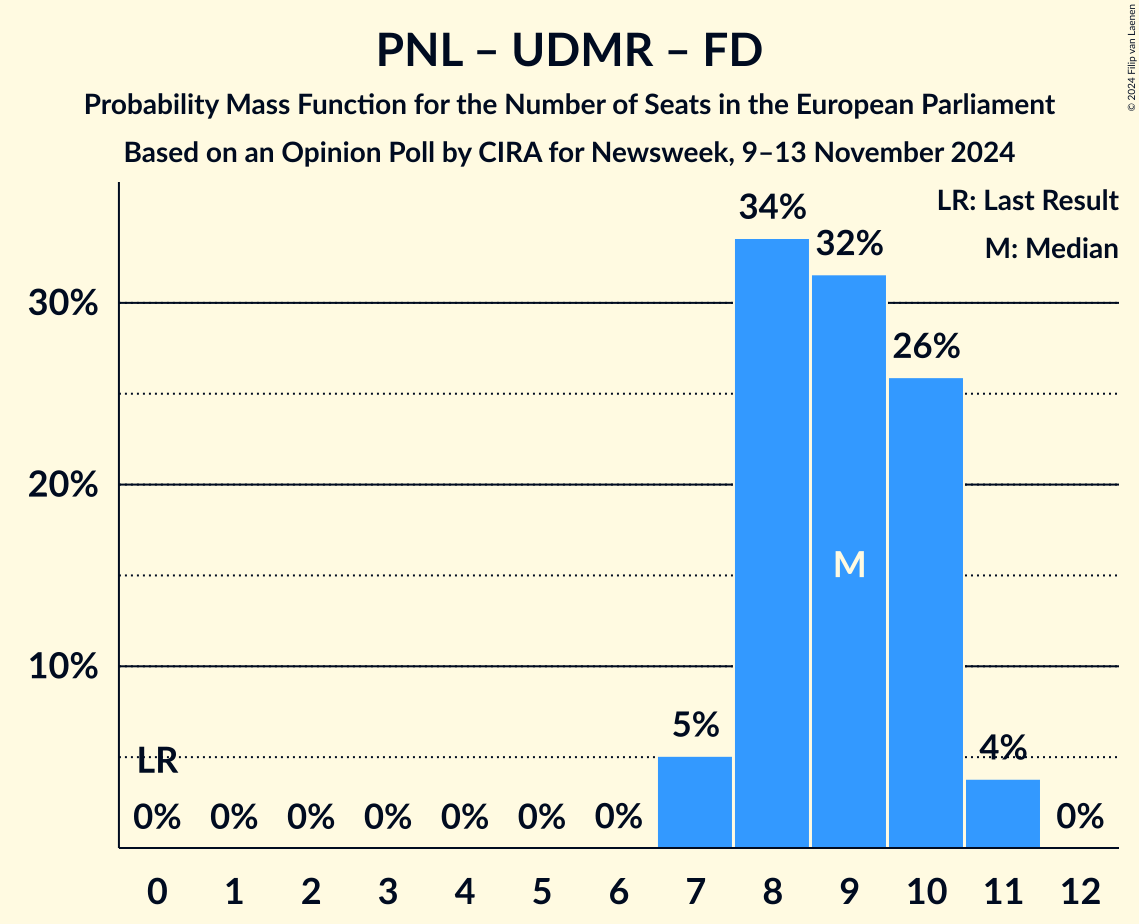 PNL – UDMR – FD
Probability Mass Function for the Number of Seats in the European Parliament
Based on an Opinion Poll by CIRA for Newsweek, 9–13 November 2024
© 2024 Filip van Laenen
LR: Last Result
M: Median
34%
32%
30%
26%
20%
M
10%
5%
4%
LR
0% 0% 0% 0% 0% 0% 0% 0%
0 1 2 3 4 5 6 7 8 9 10 11 12